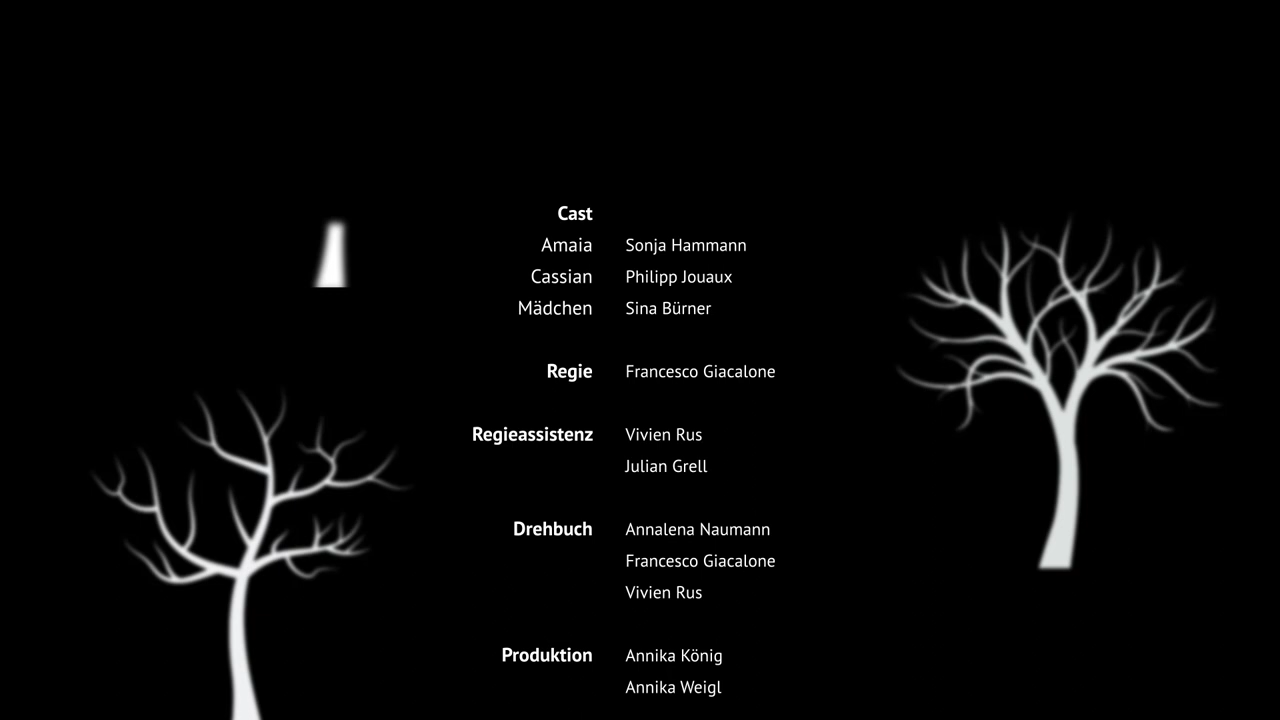 Cast
Amaia Sonja Hammann
Cassian Philipp Jouaux
Mädchen Sina Bürner
Regie Francesco Giacalone
Regieassistenz Vivien Rus
Julian Grell
Drehbuch Annalena Naumann
Francesco Giacalone
Vivien Rus
Produktion Annika König
Annika Weigl